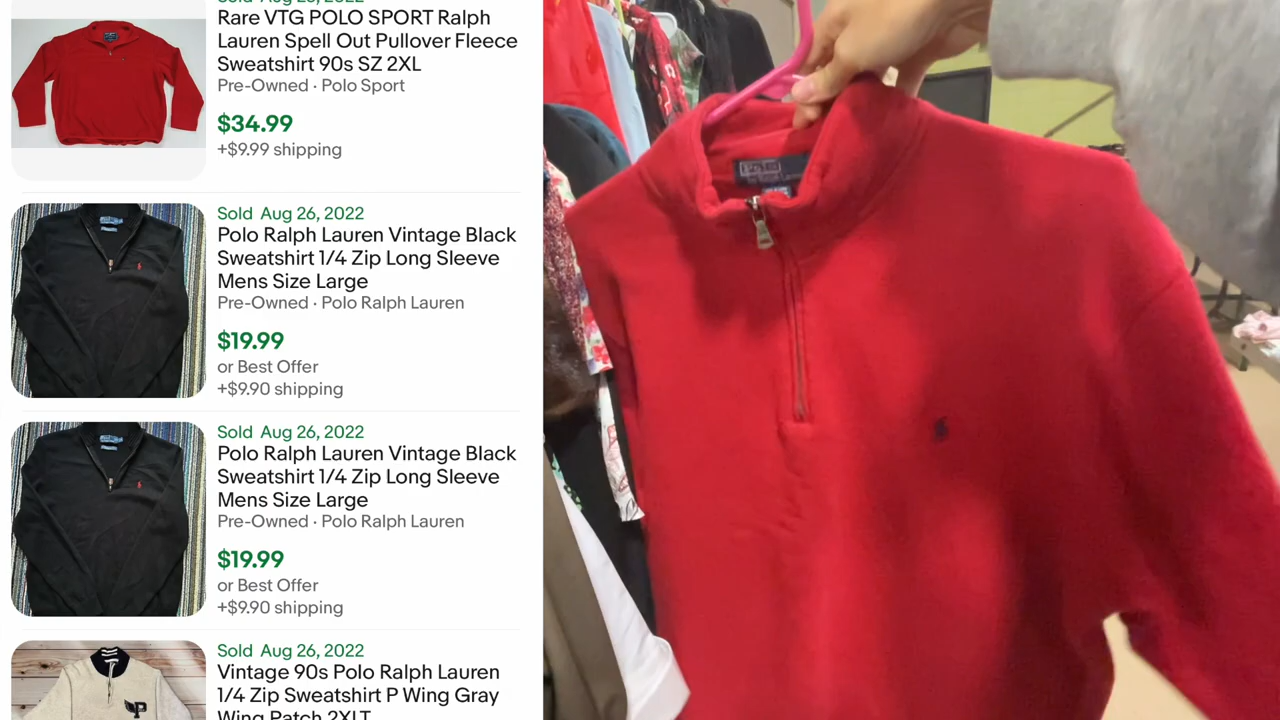 Rare VTG POLO SPORT Ralph
Lauren Spell Out Pullover Fleece
Sweatshirt 90s SZ 2XL
Pre-Owned · Polo Sport
$34.99
+$9.99 shipping
Sold Aug 26, 2022
Polo Ralph Lauren Vintage Black
Sweatshirt 1/4 Zip Long Sleeve
Mens Size Large
Pre-Owned · Polo Ralph Lauren
$19.99
or Best Offer
+$9.90 shipping
Sold Aug 26, 2022
Polo Ralph Lauren Vintage Black
Sweatshirt 1/4 Zip Long Sleeve
Mens Size Large
Pre-Owned · Polo Ralph Lauren
$19.99
or Best Offer
+$9.90 shipping
Sold Aug 26, 2022
Vintage 90s Polo Ralph Lauren
1/4 Zip Sweatshirt P Wing Gray
Wing Patch 2XLT